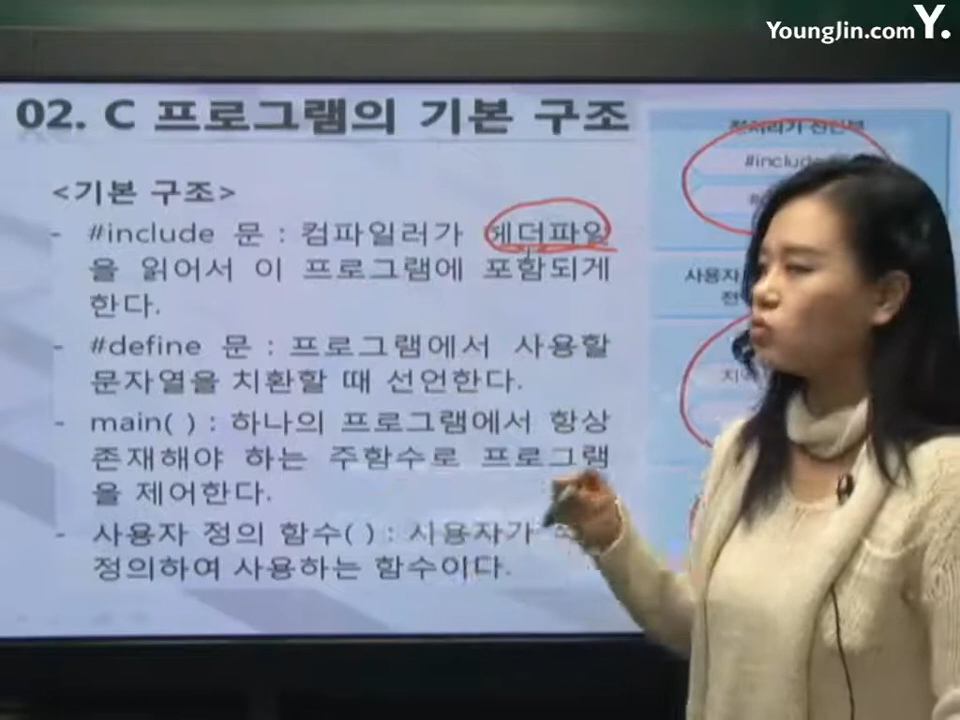 YoungJin.com Y.
02. C 프로그램의 기본 구조
<기본 구조>
- #include 문 : 컴파일러가 헤더파일
을 읽어서 이 프로그램에 포함되게
한다.
- #define 문 : 프로그램에서 사용할
문자열을 치환할 때 선언한다.
- main( ) : 하나의 프로그램에서 항상
존재해야 하는 주함수로 프로그램
을 제어한다.
- 사용자 정의 함수( ) : 사용자가
정의하여 사용하는 함수이다.
#include
사용자